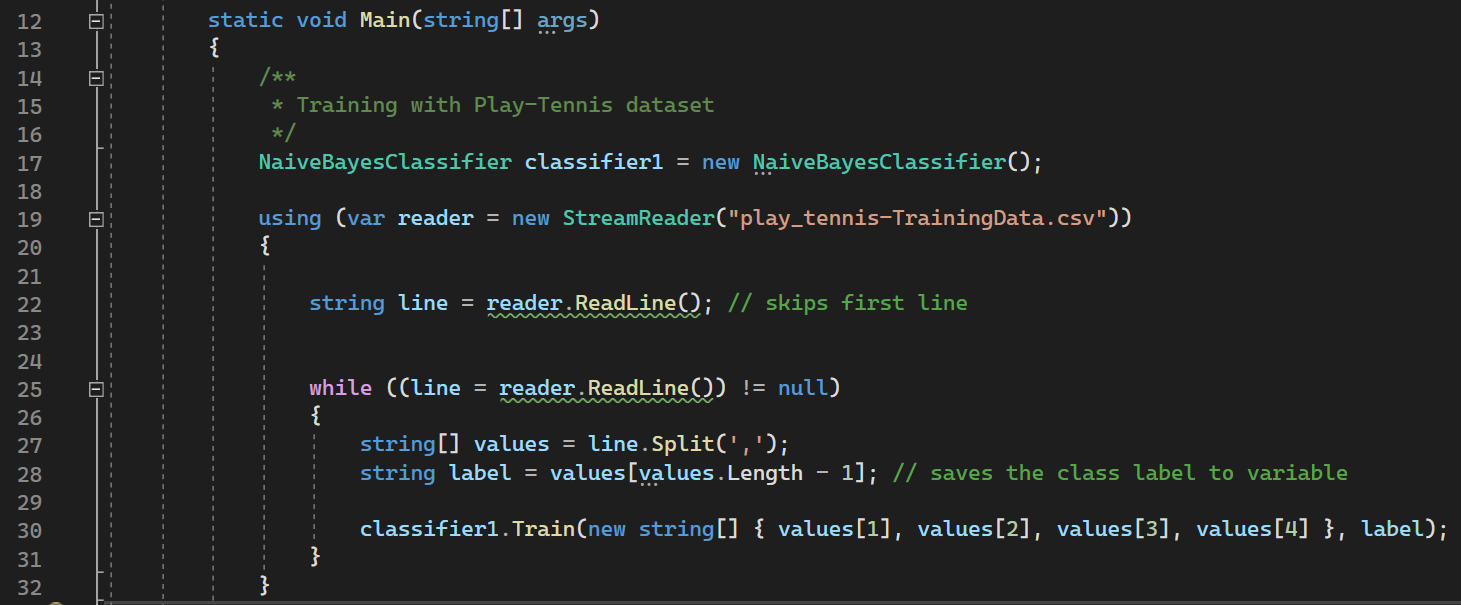 12 static void Main(string[] args)
13 {
14 /**
15 * Training with Play-Tennis dataset
16 */
17 NaiveBayesClassifier classifier1 = new NaiveBayesClassifier();
18
19 using (var reader = new StreamReader("play_tennis-TrainingData.csv"))
20 {
21
22 string line = reader.ReadLine(); // skips first line
23
24
25 while ((line = reader.ReadLine()) != null)
26 {
27 string[] values = line.Split(',');
28 string label = values[values.Length - 1]; // saves the class label to variable
29
30 classifier1.Train(new string[] { values[1], values[2], values[3], values[4] }, label);
31 }
32 }